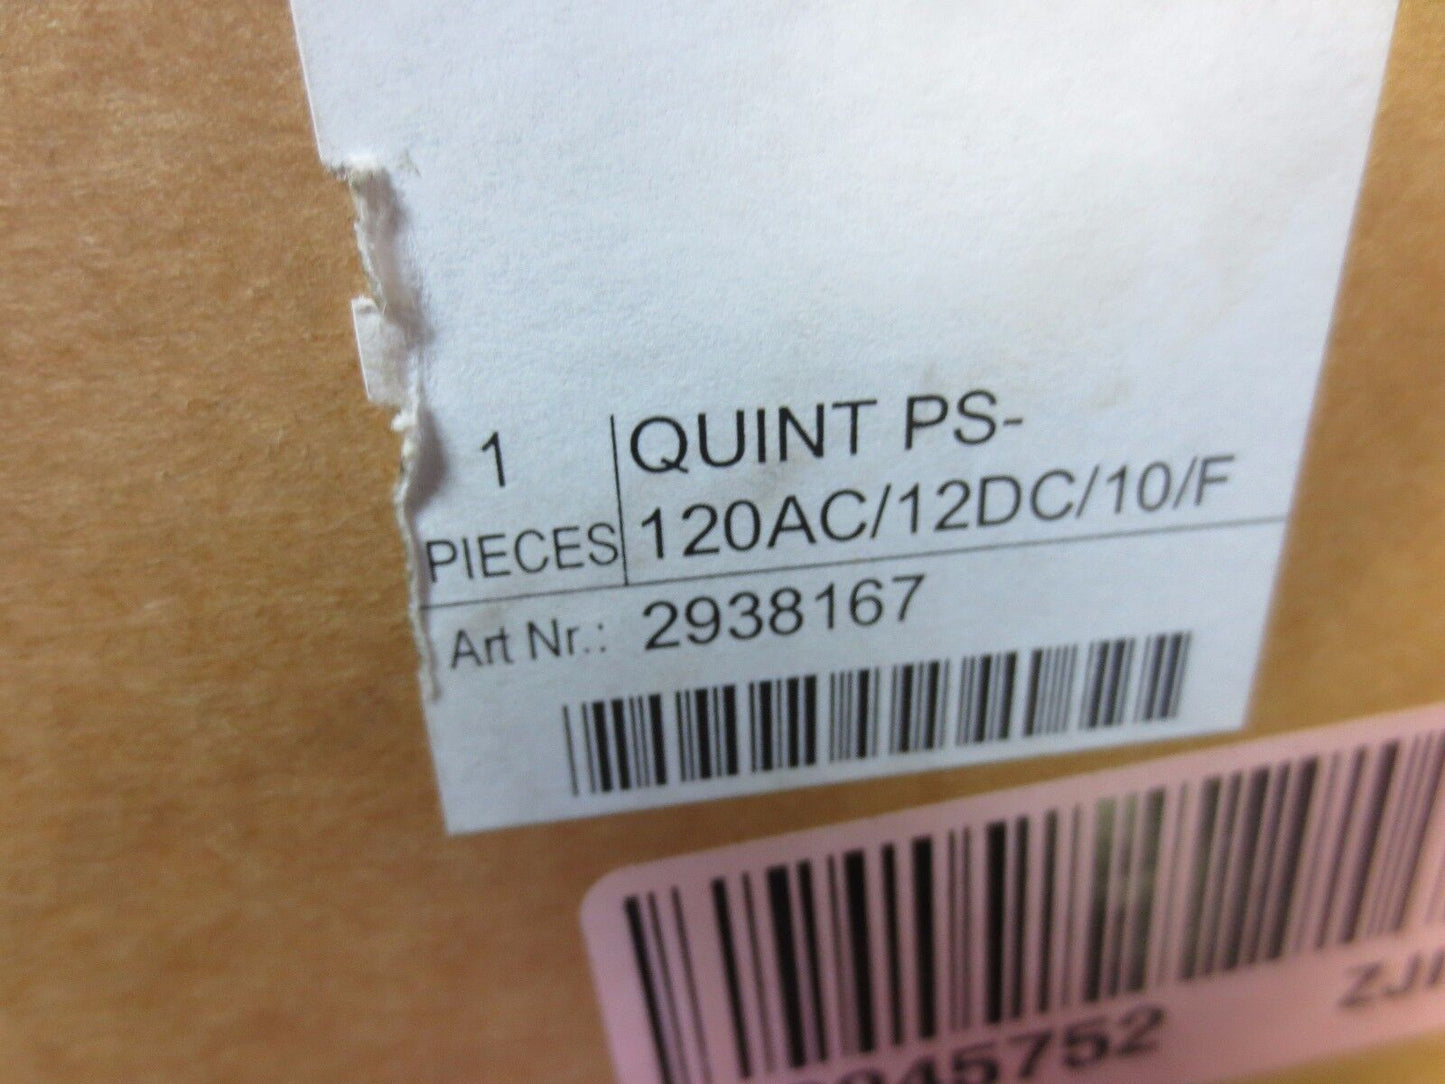 1
PIECES
QUINT PS-
120AC/12DC/10/F
Art Nr.: 2938167